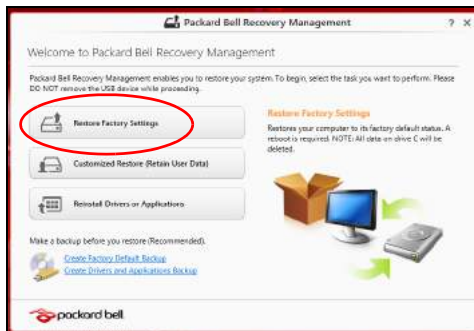 Packard Bell Recovery Management
? X
Welcome to Packard Bell Recovery Management
Packard Bell Recovery Management enables you to restore your system. To begin, select the task you want to perform. Please
DO NOT remove the USB device while proceeding.
Restore Factory Settings
Customized Restore (Retain User Data)
Reinstall Drivers or Applications
Restore Factory Settings
Restores your computer to its factory default status. A
reboot is required. NOTE: All data on drive C will be
deleted.
Make a backup before you restore (Recommended).
Create Factory Default Backup
Create Drivers and Applications Backup
packard bell